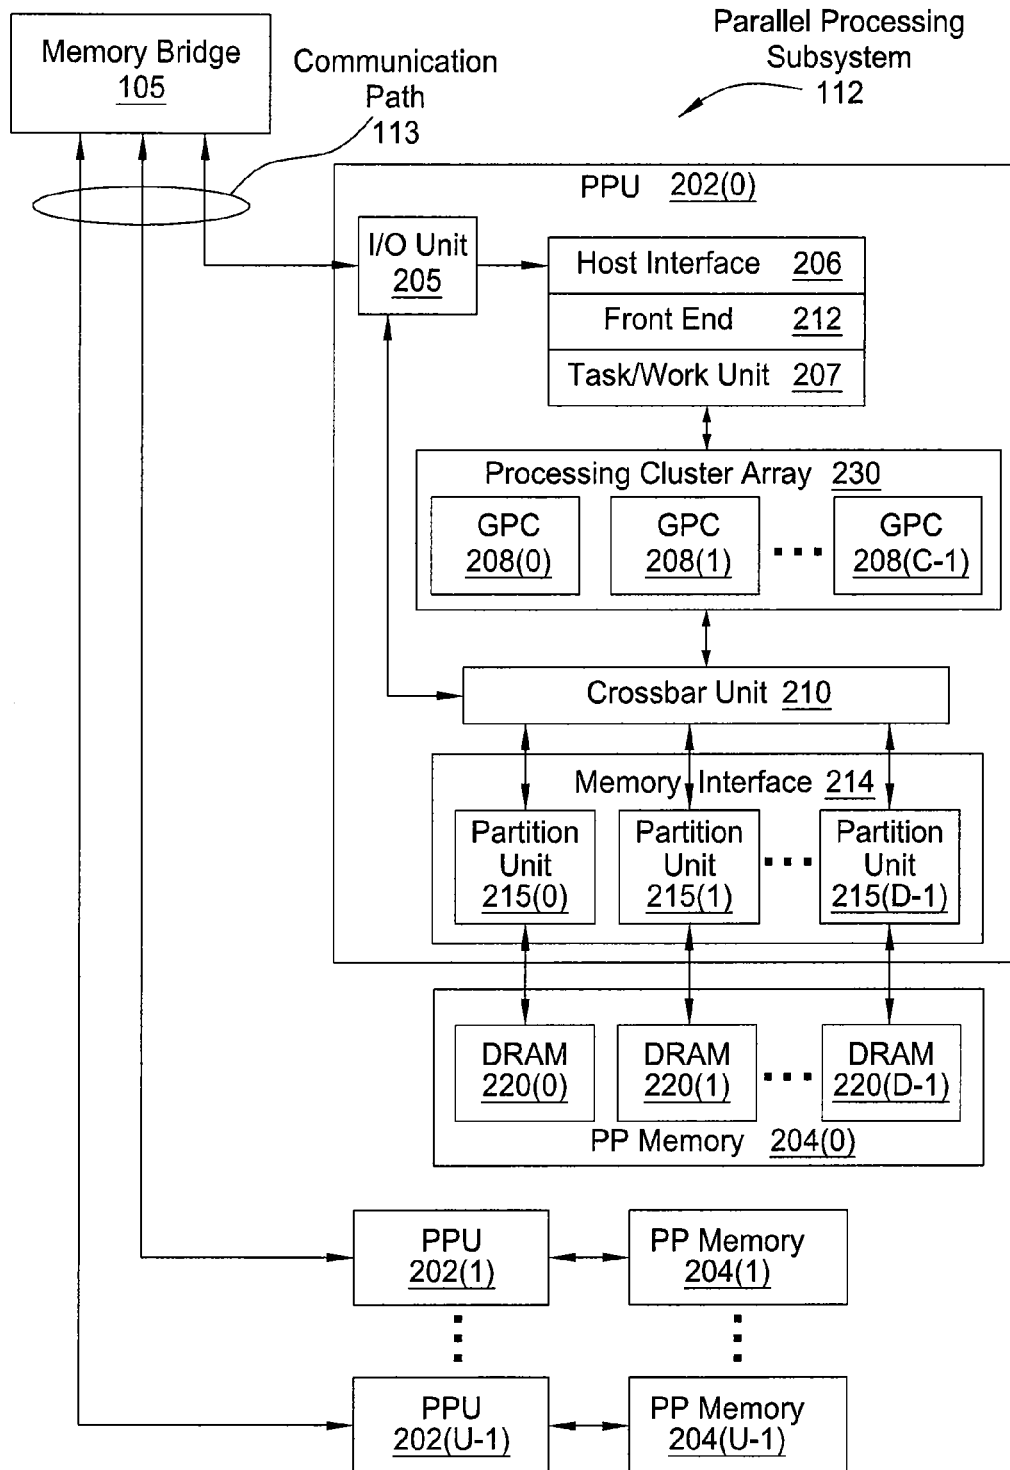 Memory Bridge
105
Communication
Path
113
Parallel Processing
Subsystem
112
PPU 202(0)
I/O Unit
205
Host Interface 206
Front End 212
Task/Work Unit 207
Processing Cluster Array 230
GPC
208(0)
GPC
208(1)
GPC
208(C-1)
Crossbar Unit 210
Memory Interface 214
Partition
Unit
215(0)
Partition
Unit
215(1)
Partition
Unit
215(D-1)
DRAM
220(0)
DRAM
220(1)
DRAM
220(D-1)
PP Memory 204(0)
PPU
202(1)
PP Memory
204(1)
PPU
202(U-1)
PP Memory
204(U-1)